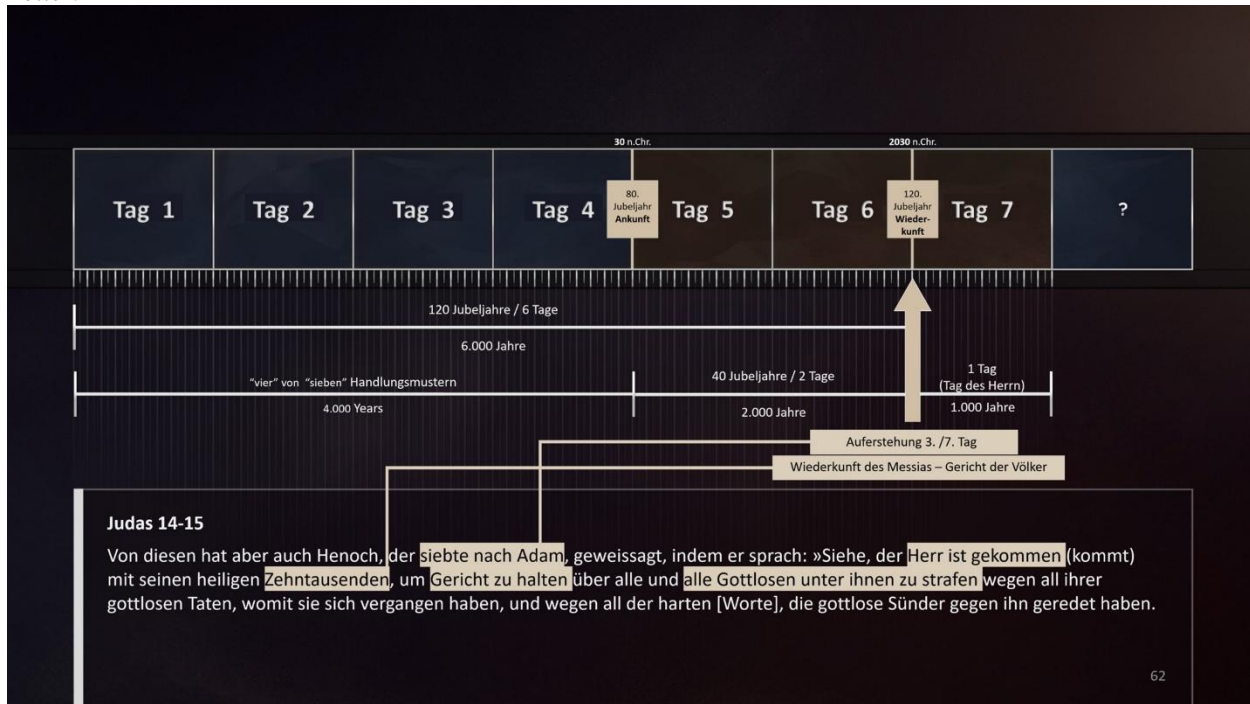 30 n.Chr.
2030 n.Chr.
Tag 1
Tag 2
Tag 3
Tag 4
80.
Jubeljahr
Ankunft
Tag 5
Tag 6
120.
Jubeljahr
Wieder-
kunft
Tag 7
?
120 Jubeljahre / 6 Tage
6.000 Jahre
"vier" von "sieben" Handlungsmustern
4.000 Years
40 Jubeljahre / 2 Tage
2.000 Jahre
1 Tag
(Tag des Herrn)
1.000 Jahre
Auferstehung 3. /7. Tag
Wiederkunft des Messias – Gericht der Völker
Judas 14-15
Von diesen hat aber auch Henoch, der siebte nach Adam, geweissagt, indem er sprach: »Siehe, der Herr ist gekommen (kommt)
mit seinen heiligen Zehntausenden, um Gericht zu halten über alle und alle Gottlosen unter ihnen zu strafen wegen all ihrer
gottlosen Taten, womit sie sich vergangen haben, und wegen all der harten [Worte], die gottlose Sünder gegen ihn geredet haben.
62